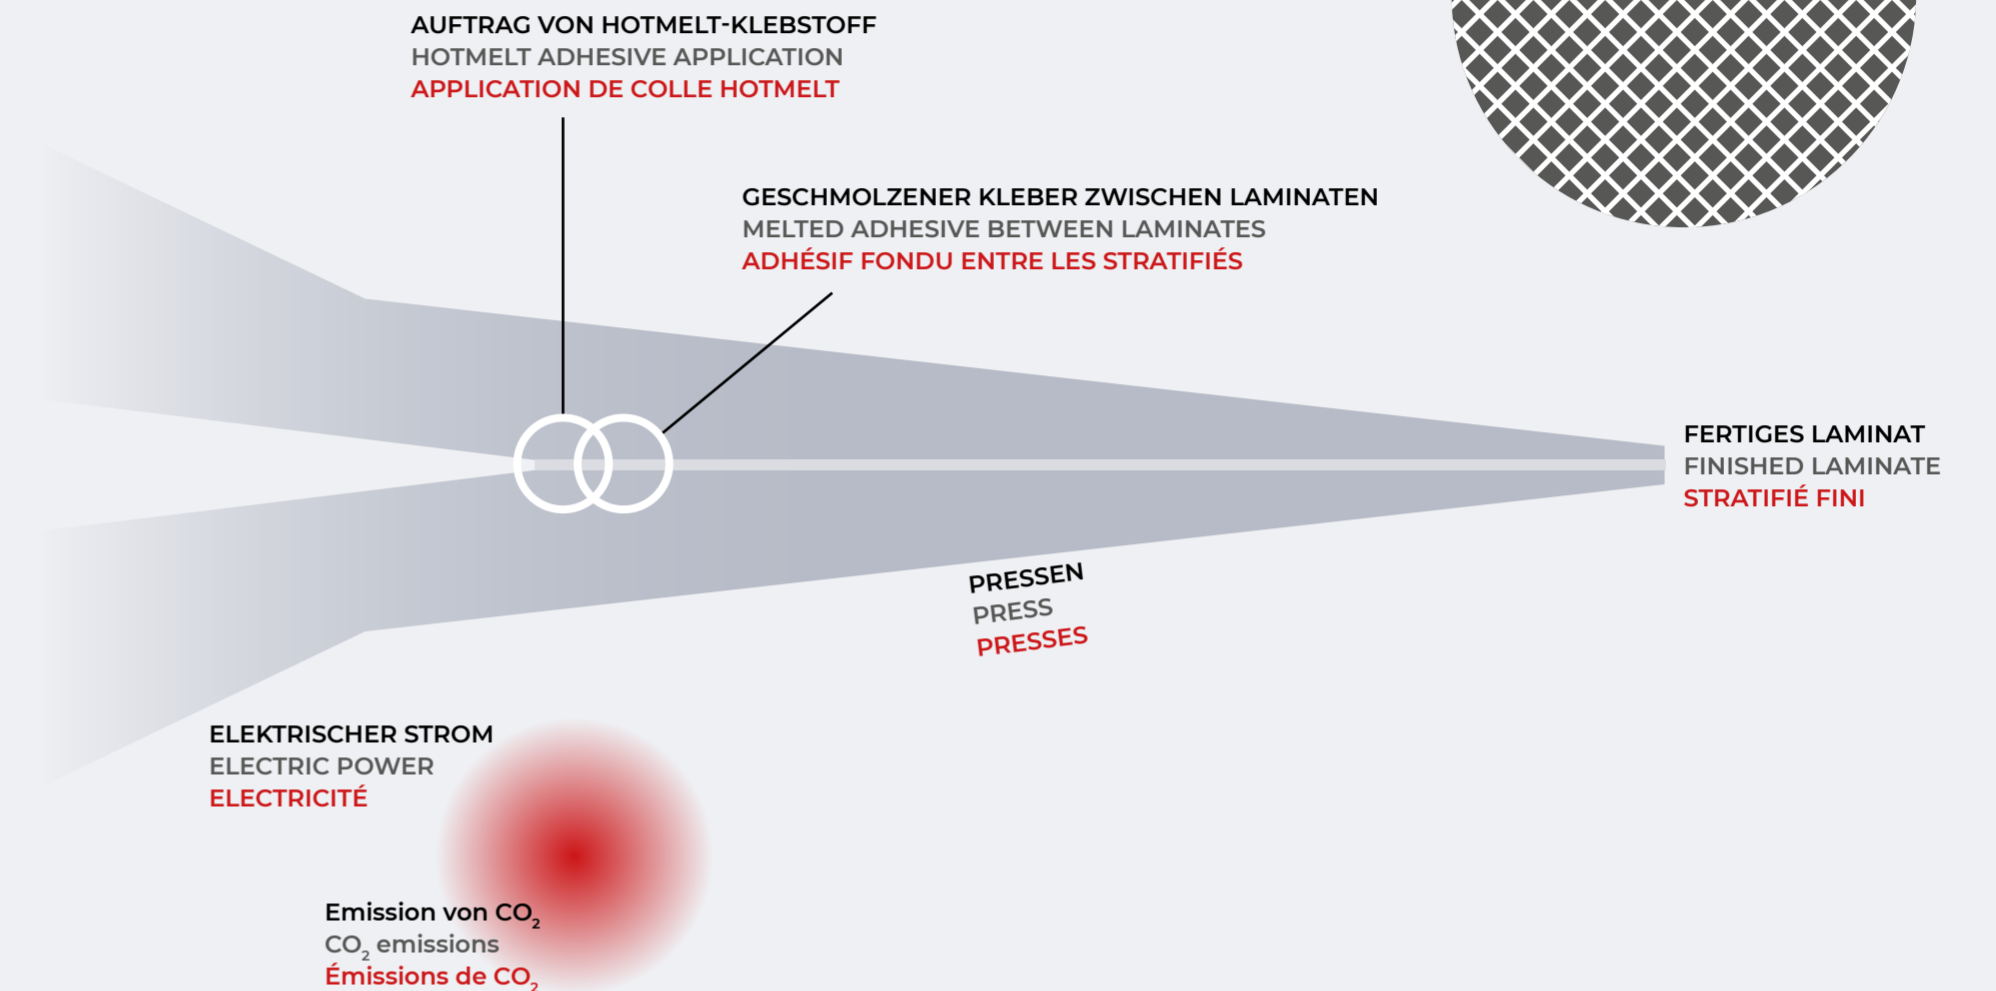 AUFTRAG VON HOTMELT-KLEBSTOFF
HOTMELT ADHESIVE APPLICATION
APPLICATION DE COLLE HOTMELT
GESCHMOLZENER KLEBER ZWISCHEN LAMINATEN
MELTED ADHESIVE BETWEEN LAMINATES
ADHÉSIF FONDU ENTRE LES STRATIFIÉS
FERTIGES LAMINAT
FINISHED LAMINATE
STRATIFIÉ FINI
PRESSEN
PRESS
PRESSES
ELEKTRISCHER STROM
ELECTRIC POWER
ELECTRICITÉ
Emission von CO₂
CO₂ emissions
Émissions de CO₂